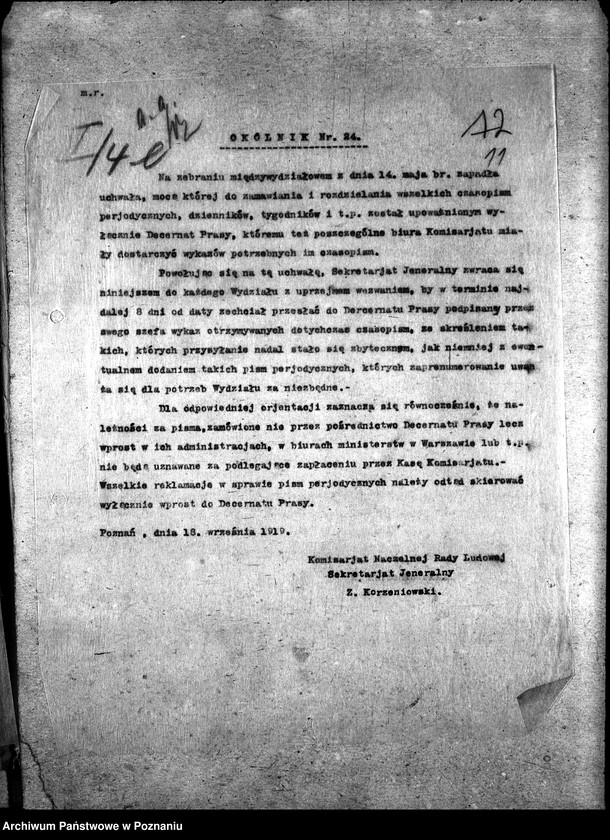 m.r.
I/4e
12
11
OKÓLNIK Nr. 24.
Na zebraniu międzywydziałowem z dnia 14. maja br. zapadła
uchwała, mocą której do zamawiania i rozdzielania wszelkich czasopism
perjodycznych, dzienników, tygodników i t.p. został upoważnionym wy-
łącznie Decernat Prasy, któremu też poszczególne biura Komisarjatu mia-
ły dostarczyć wykazów potrzebnych im czasopism.
Powołując się na tę uchwałę, Sekretarjat Jeneralny zwraca się
niniejszem do każdego Wydziału z uprzejmem wezwaniem, by w terminie naj-
dalej 8 dni od daty zechciał przesłać do Dercernatu Prasy podpisany przez
swego szefa wykaz otrzymywanych dotychczas czasopism, ze skreśleniem ta-
kich, których przysyłanie nadal stało się zbytecznem, jak niemniej z ewen-
tualnem dodaniem takich pism perjodycznych, których zaprenumerowanie uważ
ta się dla potrzeb Wydziału za niezbędne.-
Dla odpowiedniej orjentacji zaznacza się równocześnie, że na-
leżności za pisma, zamówione nie przez pośrednictwo Decernatu Prasy lecz
wprost w ich administracjach, w biurach ministerstw w Warszawie lub t.p.
nie będą uznawane za podlegające zapłaceniu przez Kasę Komisarjatu.-
Wszelkie reklamacje w sprawie pism perjodycznych należy odtąd skierować
wyłącznie wprost do Decernatu Prasy.
Poznań, dnia 18. września 1919.
Komisarjat Naczelnej Rady Ludowej
Sekretarjat Jeneralny
Z. Korzeniowski.
Archiwum Państwowe w Poznaniu